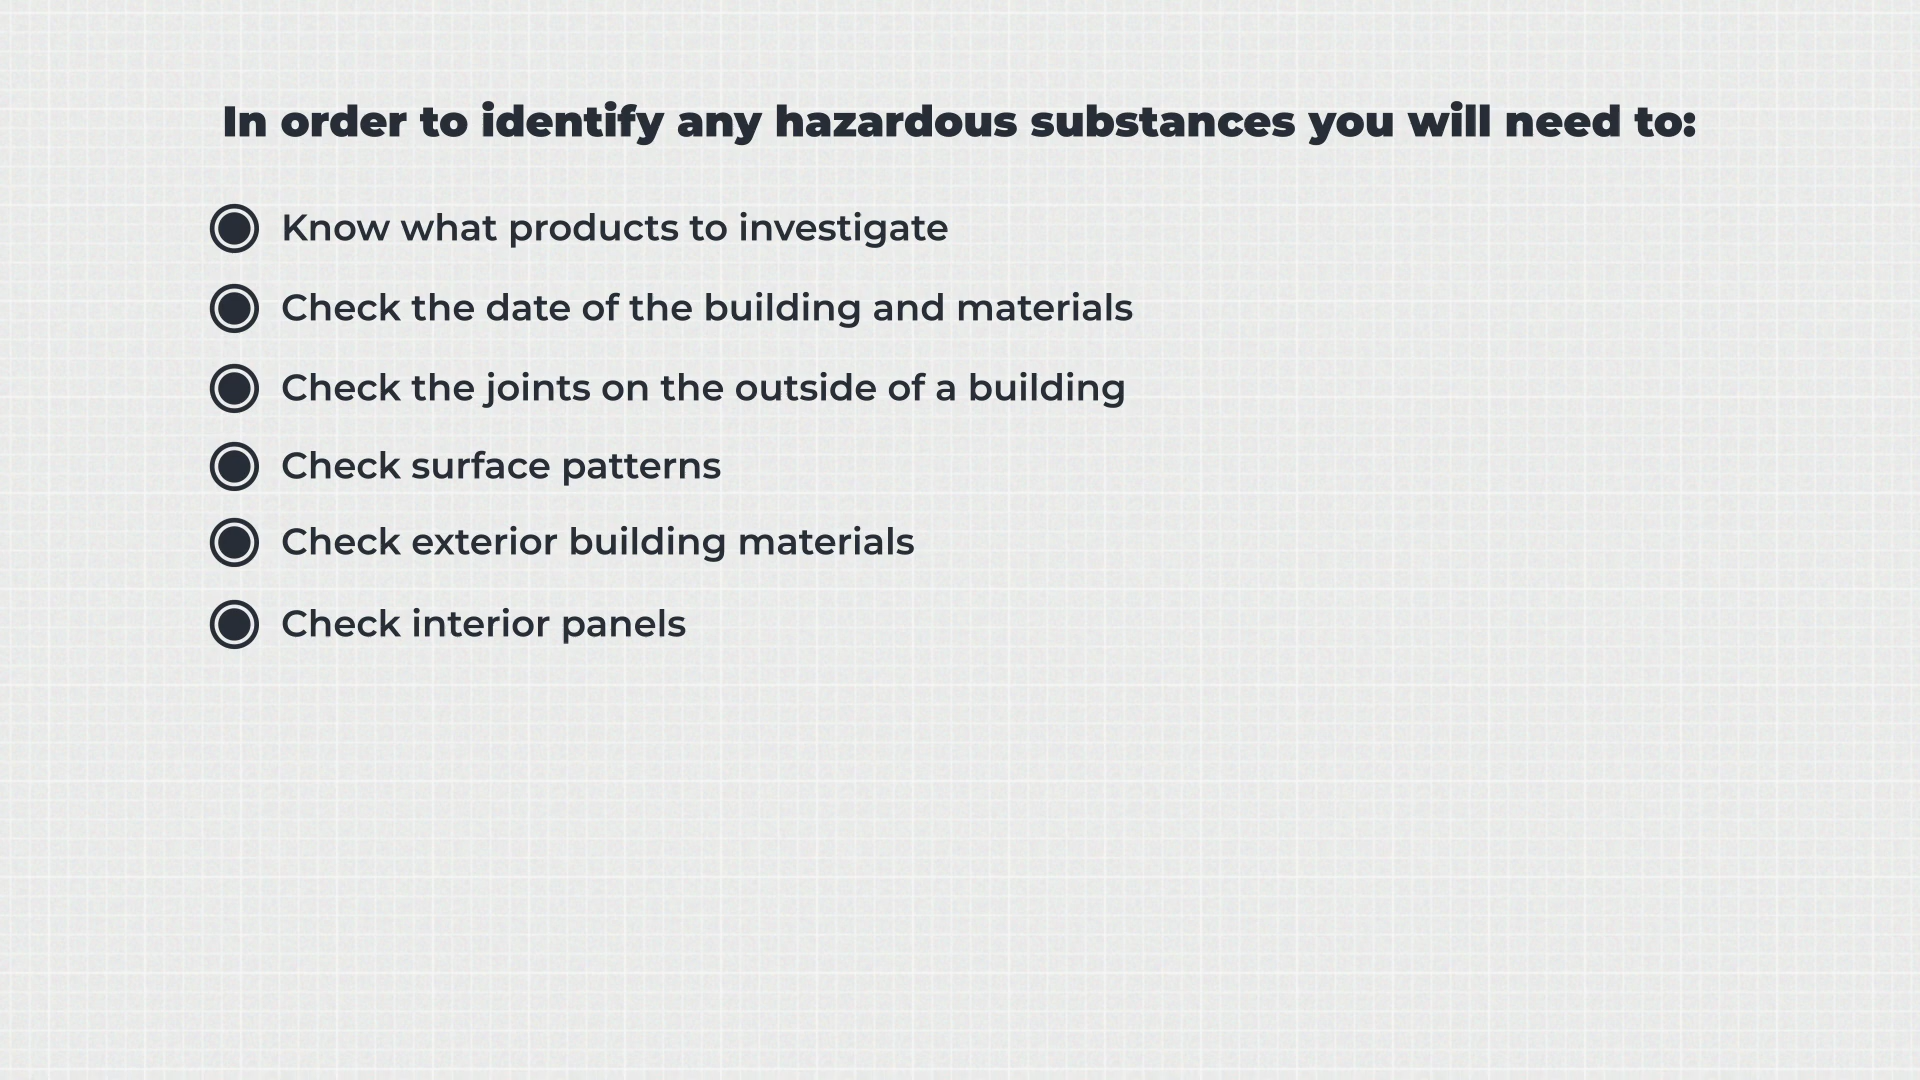 In order to identify any hazardous substances you will need to:
Know what products to investigate
Check the date of the building and materials
Check the joints on the outside of a building
Check surface patterns
Check exterior building materials
Check interior panels